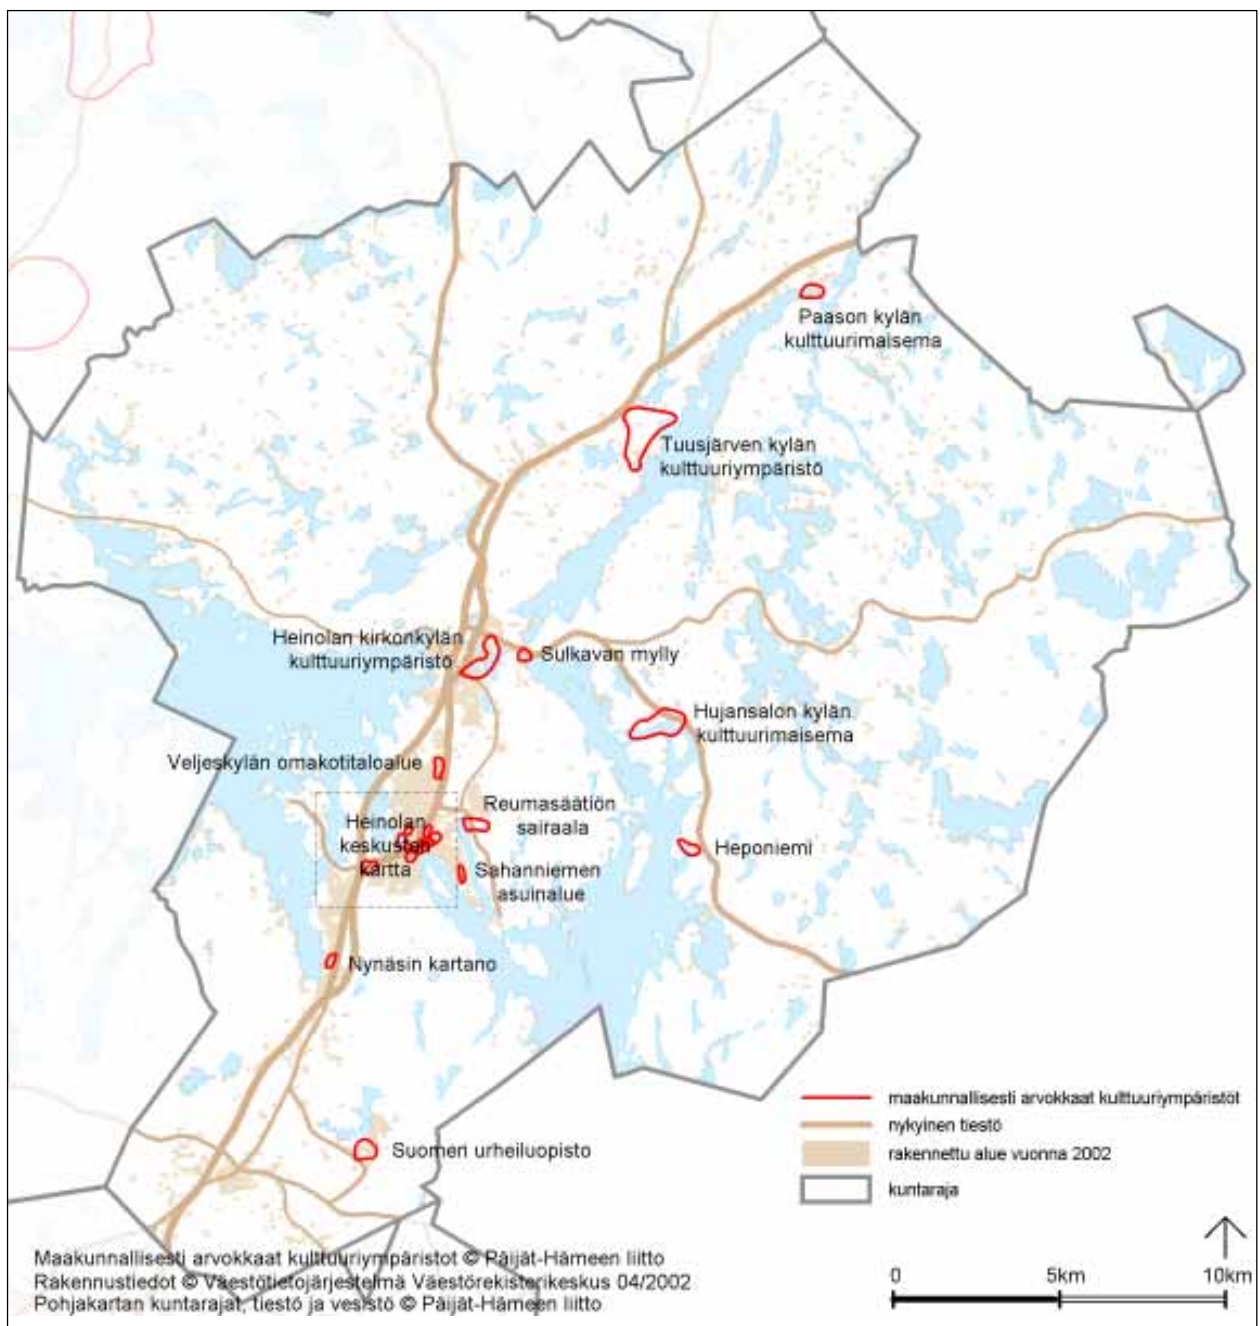 Paason kylän
kulttuurimaisema
Tuusjärven kylän
kulttuuriympäristö
Heinolan kirkonkylän
kulttuuriympäristö
Sulkavan mylly
Hujansalon kylän
kulttuurimaisema
Veljeskylän omakotitaloalue
Heinolan
keskustan
kartta
Reumasäätiön
sairaala
Heponiemi
Sahanniemen
asuinalue
Nynäsin kartano
Suomen urheiluopisto
maakunnallisesti arvokkaat kulttuuriympäristöt
nykyinen tiestö
rakennettu alue vuonna 2002
kuntaraja
Maakunnallisesti arvokkaat kulttuuriympäristot © Päijät-Hämeen liitto
Rakennustiedot © Väestötietojärjestelmä Väestörekisterikeskus 04/2002
Pohjakartan kuntarajat, tiestö ja vesistö © Päijät-Hämeen liitto
0 5km 10km